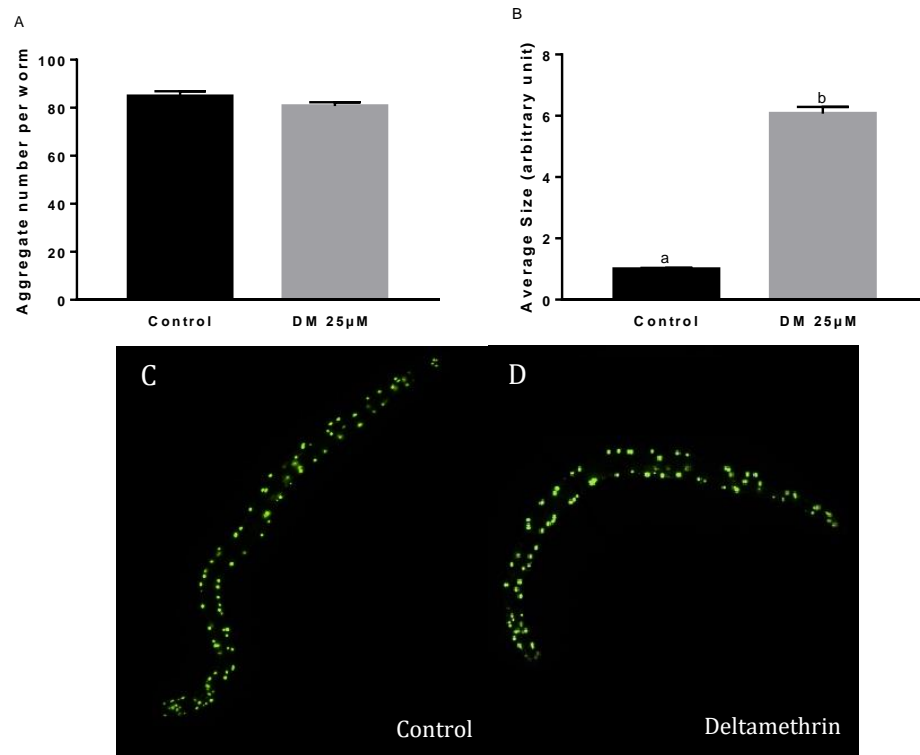 A
Aggregate number per worm
100
80
60
40
20
0
Control DM 25µM
B
Average Size (arbitrary unit)
8
6
4
2
0
a
b
Control DM 25µM
C
D
Control
Deltamethrin